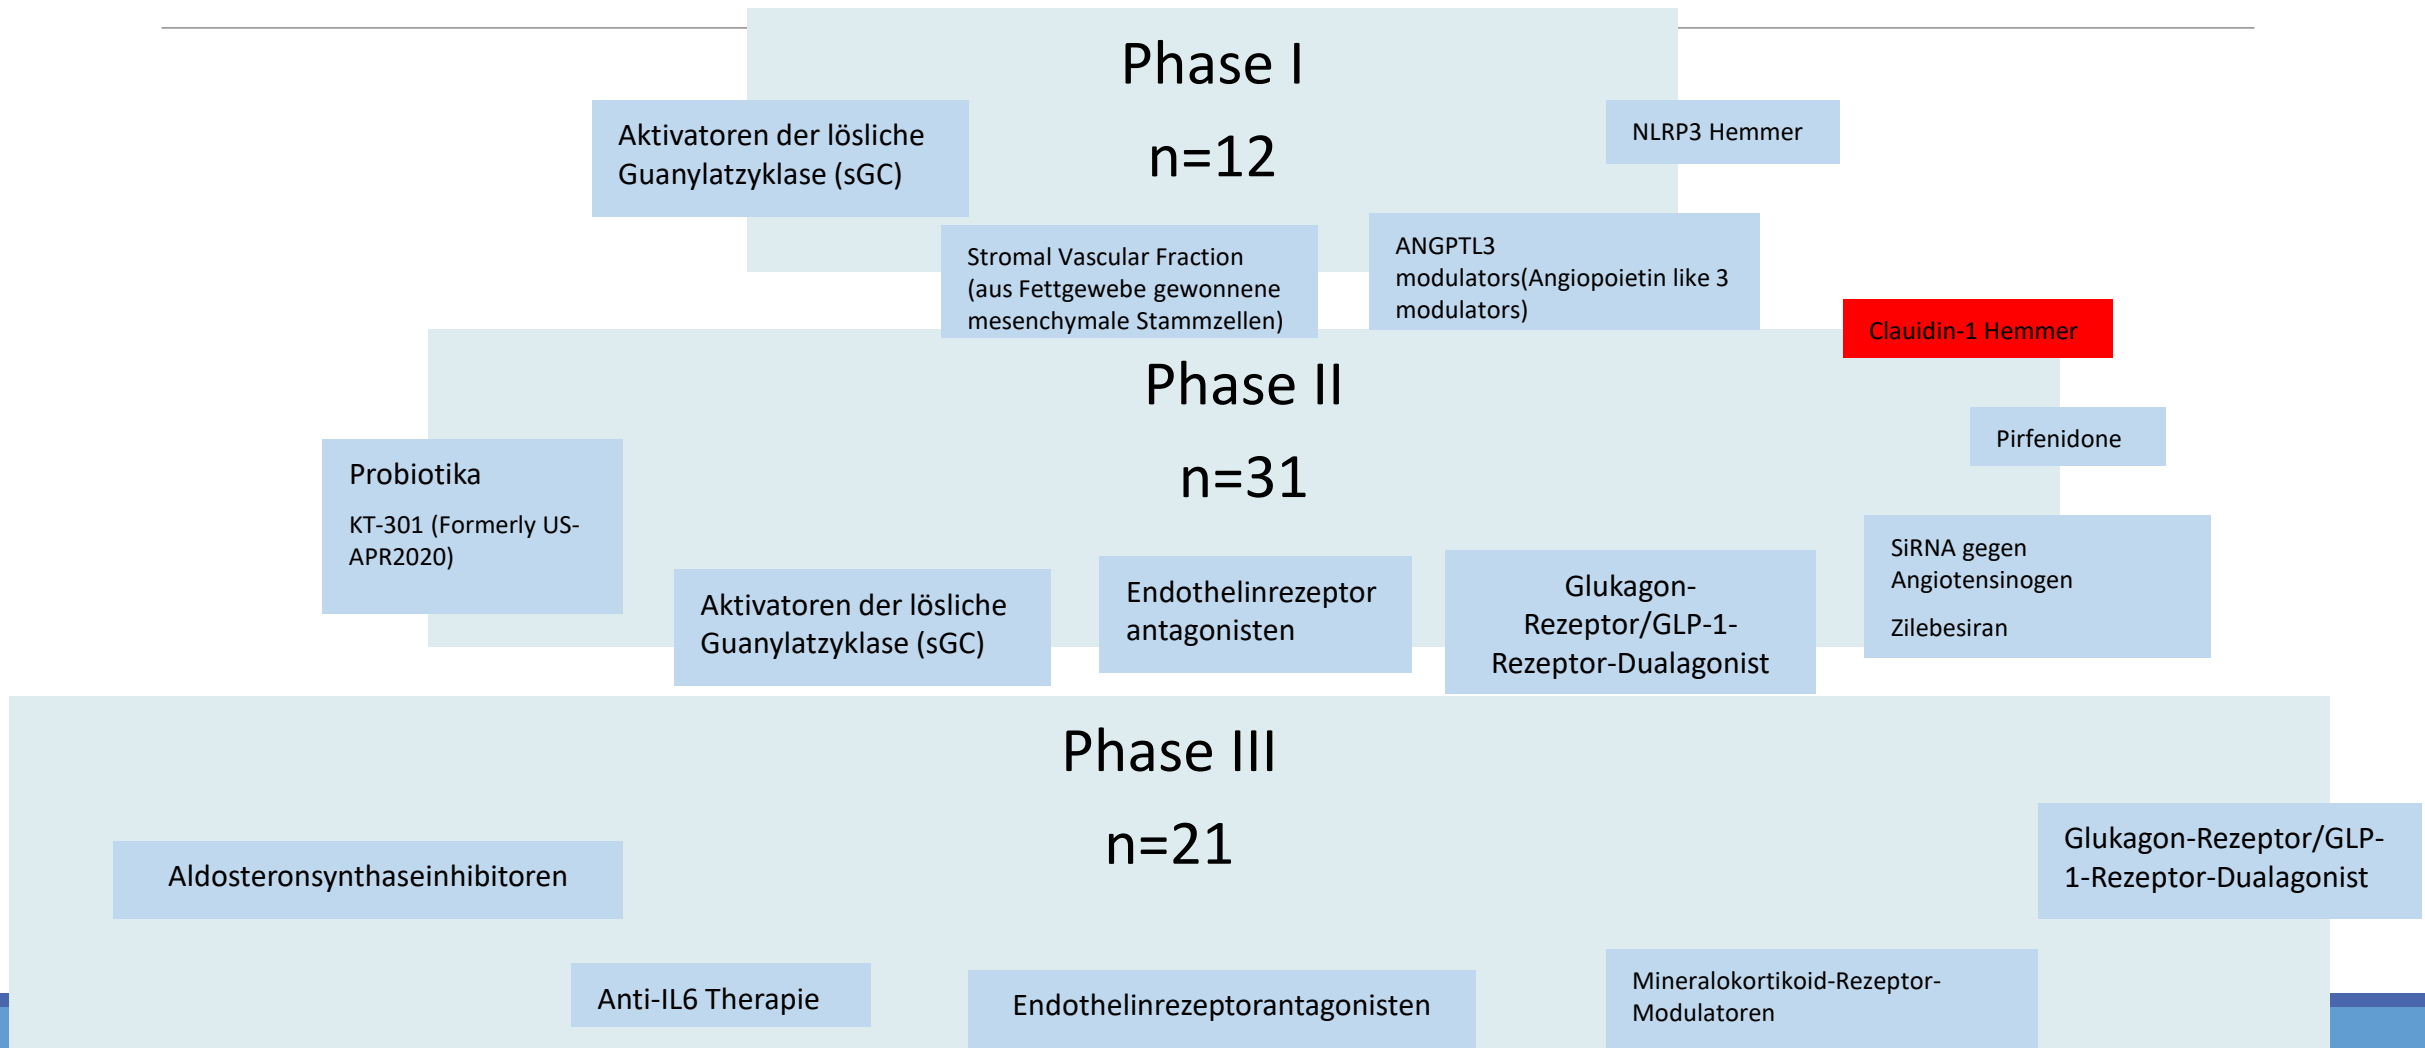 Phase I
n=12
Aktivatoren der lösliche
Guanylatzyklase (sGC)
NLRP3 Hemmer
Stromal Vascular Fraction
(aus Fettgewebe gewonnene
mesenchymale Stammzellen)
ANGPTL3
modulators(Angiopoietin like 3
modulators)
Clauidin-1 Hemmer
Phase II
n=31
Pirfenidone
Probiotika
KT-301 (Formerly US-
APR2020)
Aktivatoren der lösliche
Guanylatzyklase (sGC)
Endothelinrezeptor
antagonisten
Glukagon-
Rezeptor/GLP-1-
Rezeptor-Dualagonist
SiRNA gegen
Angiotensinogen
Zilebesiran
Phase III
n=21
Aldosteronsynthaseinhibitoren
Glukagon-Rezeptor/GLP-
1-Rezeptor-Dualagonist
Anti-IL6 Therapie
Endothelinrezeptorantagonisten
Mineralokortikoid-Rezeptor-
Modulatoren